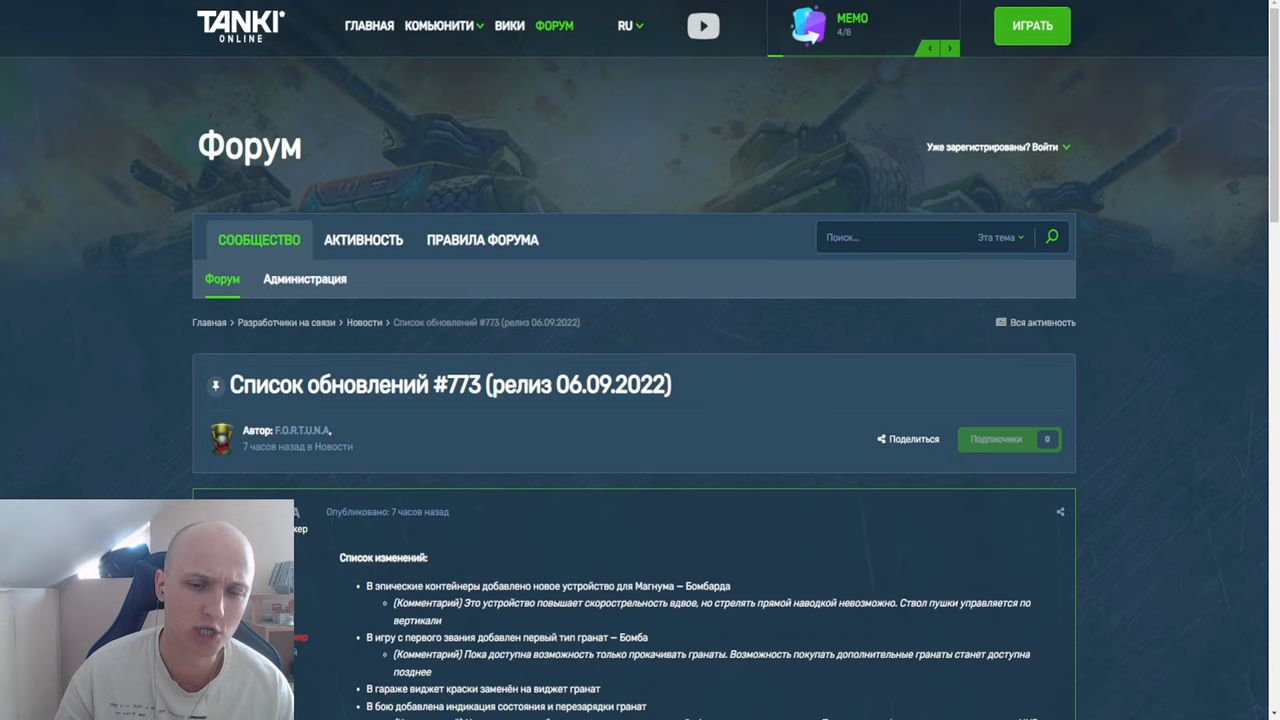 TANKI
ONLINE
ГЛАВНАЯ КОМЬЮНИТИ ВИКИ ФОРУМ RU
МЕМО
4/8
ИГРАТЬ
Форум
Уже зарегистрированы? Войти
СООБЩЕСТВО АКТИВНОСТЬ ПРАВИЛА ФОРУМА
Поиск... Эта тема
Форум Администрация
Главная > Разработчики на связи > Новости > Список обновлений #773 (релиз 06.09.2022)
Вся активность
Список обновлений #773 (релиз 06.09.2022)
Автор: F.O.R.T.U.N.A,
7 часов назад в Новости
Поделиться
Подписчики 0
A
кер
Опубликовано: 7 часов назад
Список изменений:
• В эпические контейнеры добавлено новое устройство для Магнума — Бомбарда
(Комментарий) Это устройство повышает скорострельность вдвое, но стрелять прямой наводкой невозможно. Ствол пушки управляется по
вертикали
• В игру с первого звания добавлен первый тип гранат — Бомба
кер
(Комментарий) Пока доступна возможность только прокачивать гранаты. Возможность покупать дополнительные гранаты станет доступна
позднее
• В гараже виджет краски заменён на виджет гранат
• В бою добавлена индикация состояния и перезарядки гранат